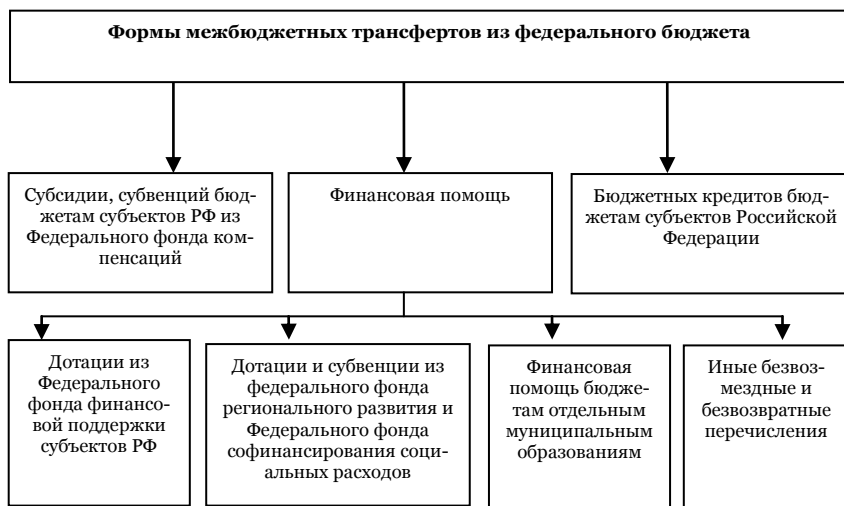 Формы межбюджетных трансфертов из федерального бюджета
Субсидии, субвенций бюд-
жетам субъектов РФ из
Федерального фонда ком-
пенсаций
Финансовая помощь
Бюджетных кредитов бюд-
жетам субъектов Российской
Федерации
Дотации из
Федерального
фонда финансо-
вой поддержки
субъектов РФ
Дотации и субвенции из
федерального фонда
регионального развития и
Федерального фонда
софинансирования соци-
альных расходов
Финансовая
помощь бюдже-
там отдельным
муниципальным
образованиям
Иные безвоз-
мездные и
безвозвратные
перечисления